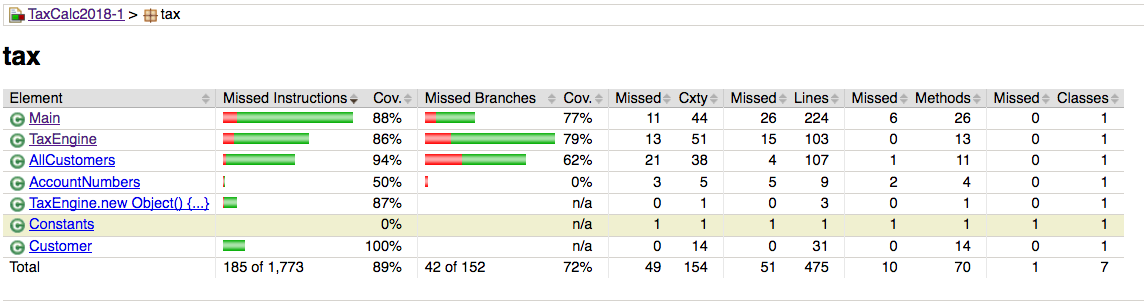 TaxCalc2018-1 > tax
tax
Element Missed Instructions Cov. Missed Branches Cov. Missed Cxty Missed Lines Missed Methods Missed Classes
Main 88% 77% 11 44 26 224 6 26 0 1
TaxEngine 86% 79% 13 51 15 103 0 13 0 1
AllCustomers 94% 62% 21 38 4 107 1 11 0 1
AccountNumbers 50% 0% 3 5 5 9 2 4 0 1
TaxEngine.new Object() {...} 87% n/a 0 1 0 3 0 1 0 1
Constants 0% n/a 1 1 1 1 1 1 1 1
Customer 100% n/a 0 14 0 31 0 14 0 1
Total 185 of 1,773 89% 42 of 152 72% 49 154 51 475 10 70 1 7